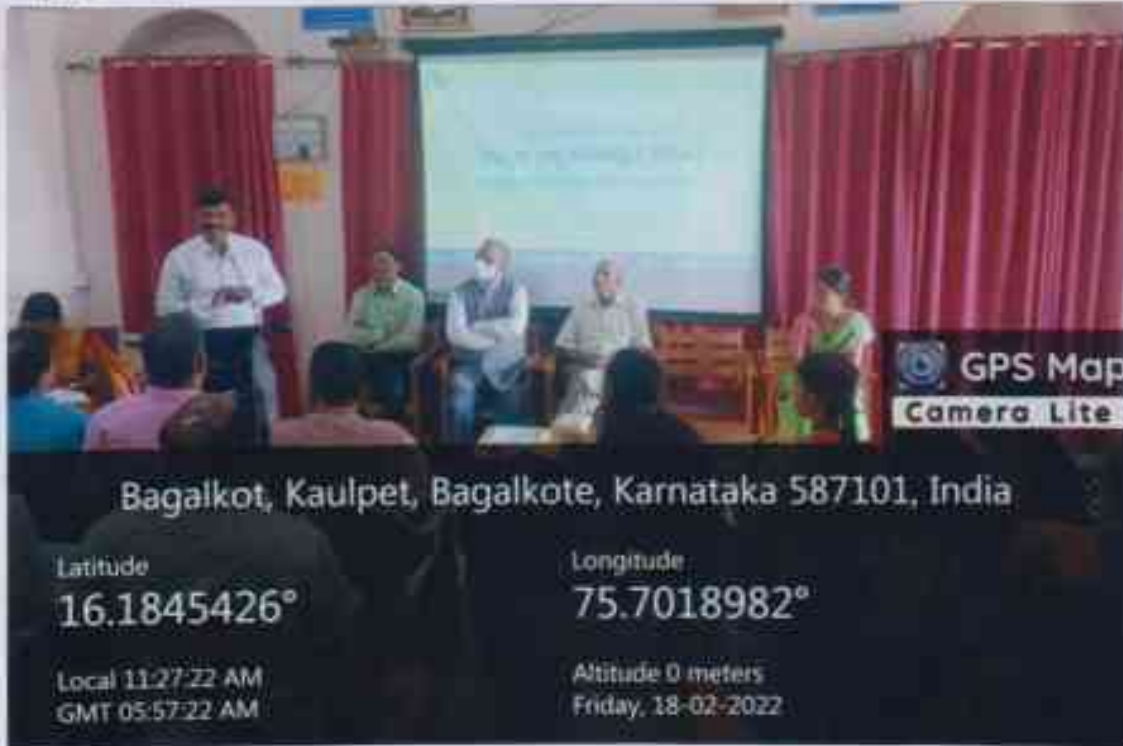 GPS Map
Camera Lite
Bagalkot, Kaulpet, Bagalkote, Karnataka 587101, India
Latitude
16.1845426°
Longitude
75.7018982°
Local 11:27:22 AM
GMT 05:57:22 AM
Altitude 0 meters
Friday, 18-02-2022